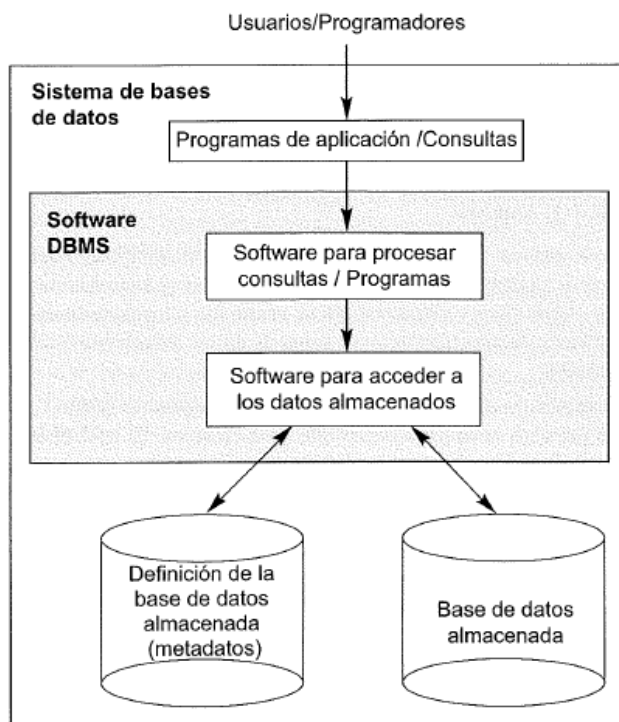 Usuarios/Programadores
Sistema de bases
de datos
Programas de aplicación /Consultas
Software
DBMS
Software para procesar
consultas / Programas
Software para acceder a
los datos almacenados
Definición de la
base de datos
almacenada
(metadatos)
Base de datos
almacenada